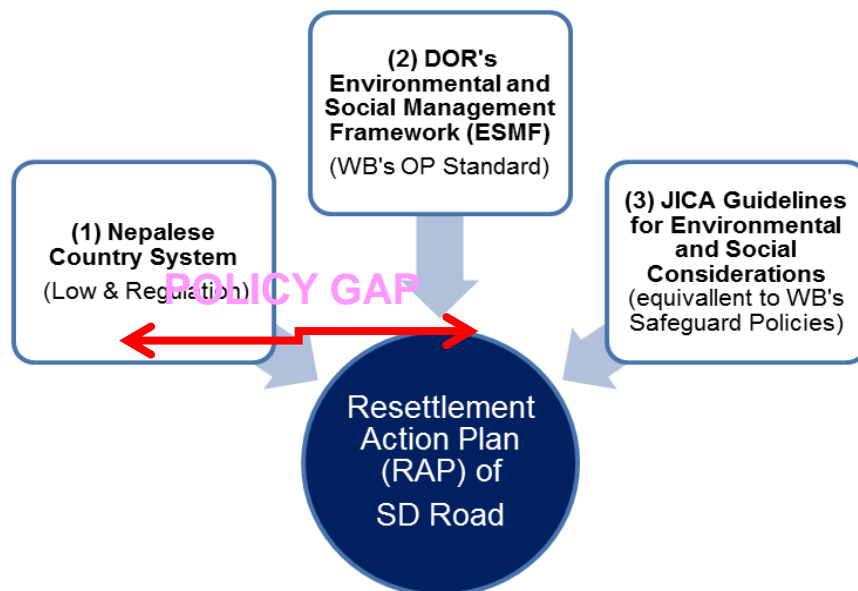 (2) DOR's
Environmental and
Social Management
Framework (ESMF)
(WB's OP Standard)
(1) Nepalese
Country System
(Low & Regulation)
(3) JICA Guidelines
for Environmental
and Social
Considerations
(equivallent to WB's
Safeguard Policies)
POLICY GAP
Resettlement
Action Plan
(RAP) of
SD Road